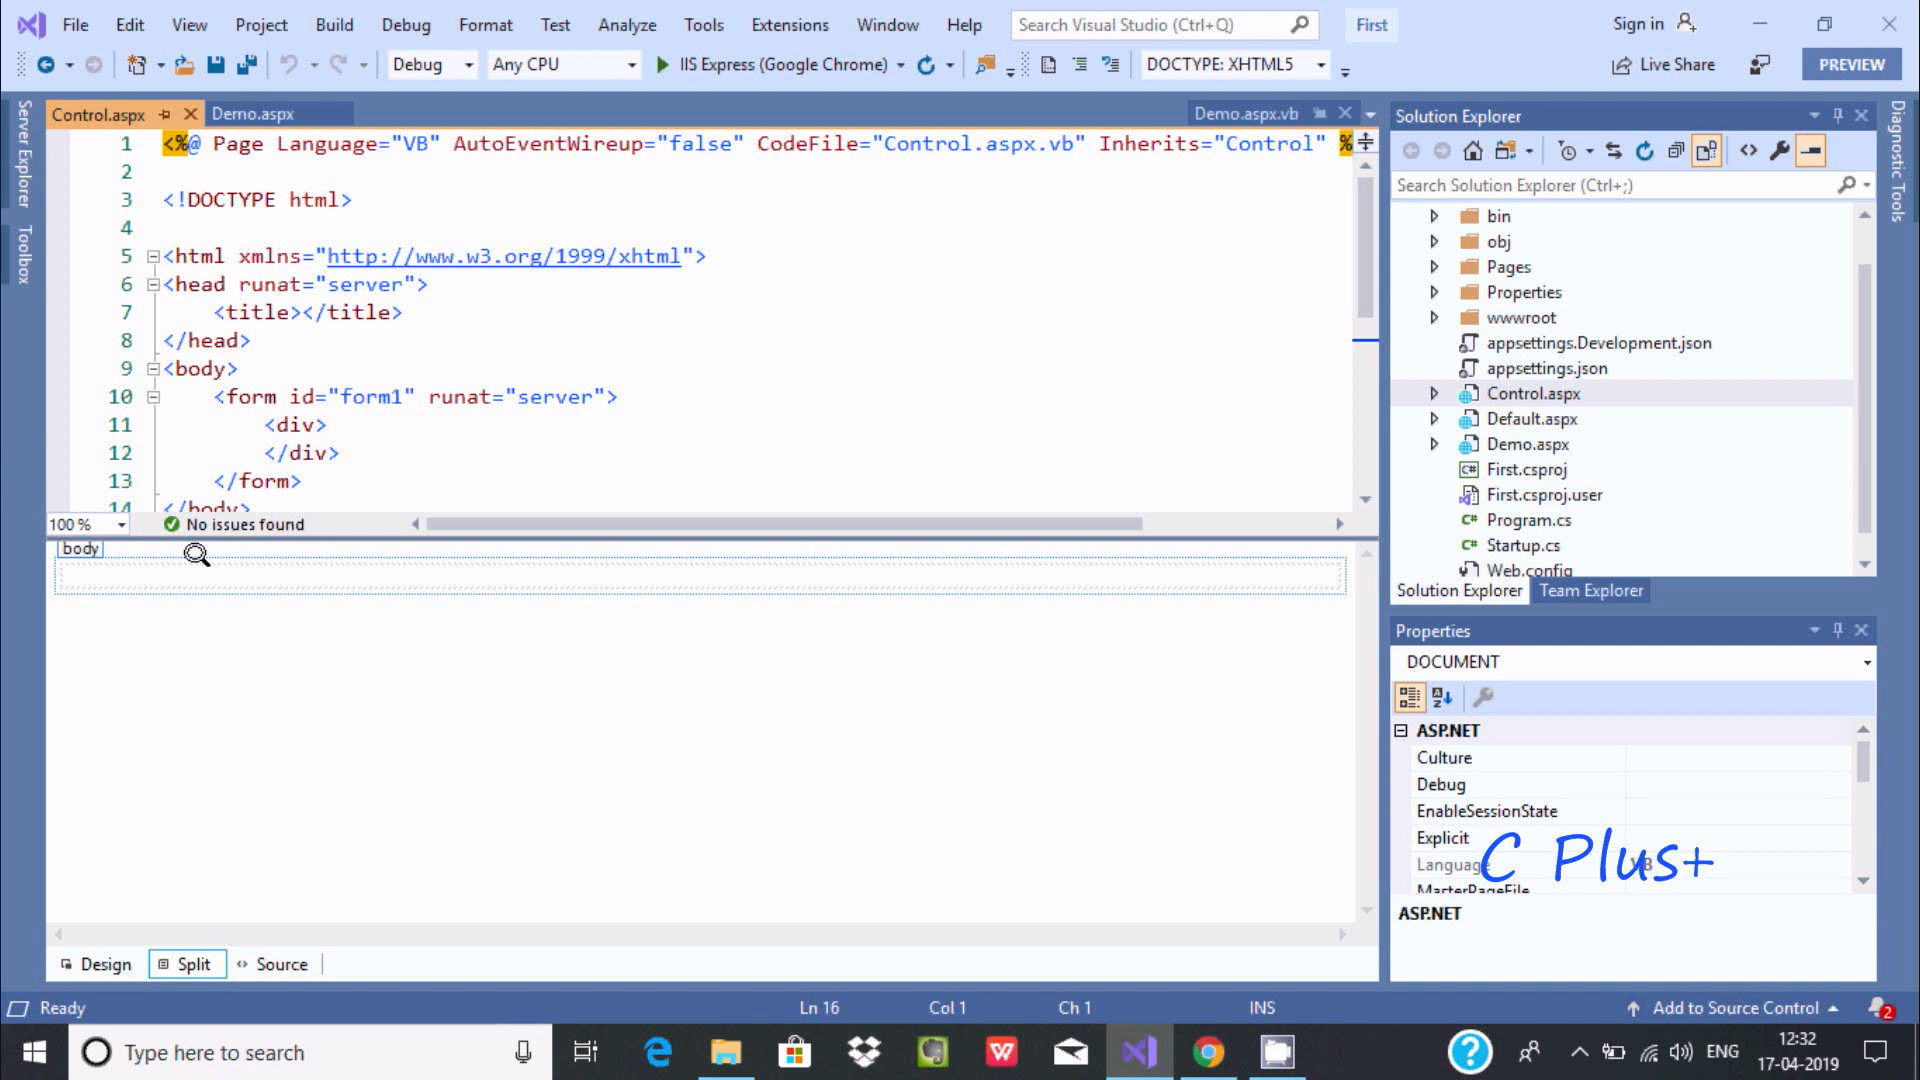 File Edit View Project Build Debug Format Test Analyze Tools Extensions Window Help Search Visual Studio (Ctrl+Q) First Sign in
Debug Any CPU IIS Express (Google Chrome) DOCTYPE: XHTML5 Live Share PREVIEW
Server Explorer
Toolbox
Control.aspx Demo.aspx Demo.aspx.vb
1 <%@ Page Language="VB" AutoEventWireup="false" CodeFile="Control.aspx.vb" Inherits="Control" %
2
3 <!DOCTYPE html>
4
5 <html xmlns="http://www.w3.org/1999/xhtml">
6 <head runat="server">
7 <title></title>
8 </head>
9 <body>
10 <form id="form1" runat="server">
11 <div>
12 </div>
13 </form>
14 </body>
100 % No issues found
body
Design Split Source
Solution Explorer
Search Solution Explorer (Ctrl+;)
bin
obj
Pages
Properties
wwwroot
appsettings.Development.json
appsettings.json
Control.aspx
Default.aspx
Demo.aspx
C# First.csproj
First.csproj.user
C# Program.cs
C# Startup.cs
Web.config
Solution Explorer Team Explorer
Properties
DOCUMENT
ASP.NET
Culture
Debug
EnableSessionState
Explicit
Language VB
MasterPageFile
C Plus+
ASP.NET
Diagnostic Tools
Ready Ln 16 Col 1 Ch 1 INS Add to Source Control 2
Type here to search ENG 12:32
17-04-2019